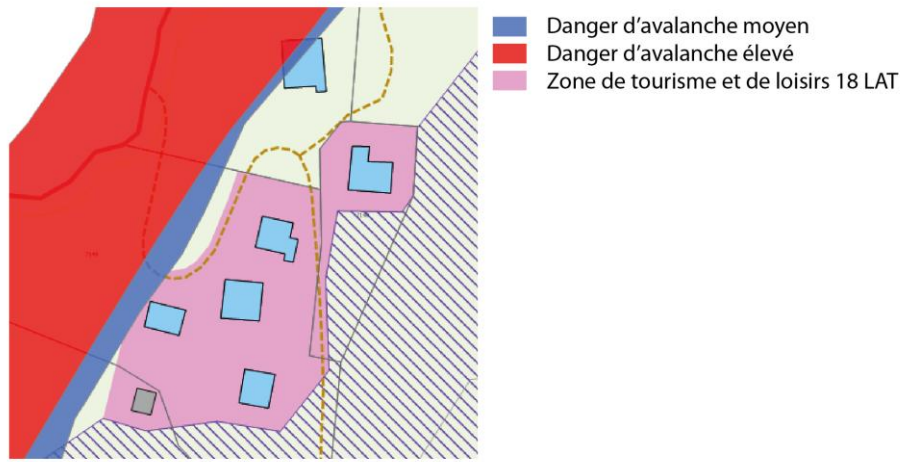 Danger d'avalanche moyen
Danger d'avalanche élevé
Zone de tourisme et de loisirs 18 LAT